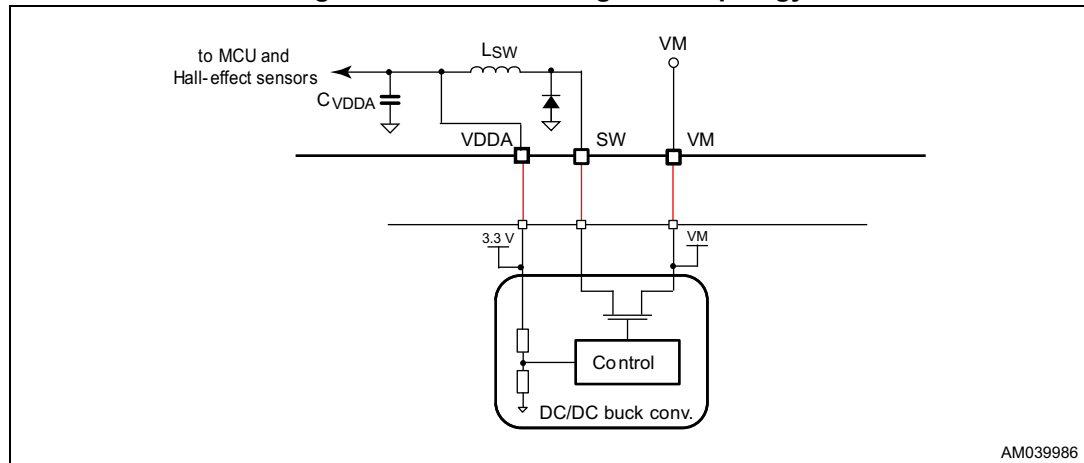 to MCU and
Hall-effect sensors
LSW
VM
CVDDA
VDDA
SW
VM
3.3 V
VM
Control
DC/DC buck conv.
AM039986